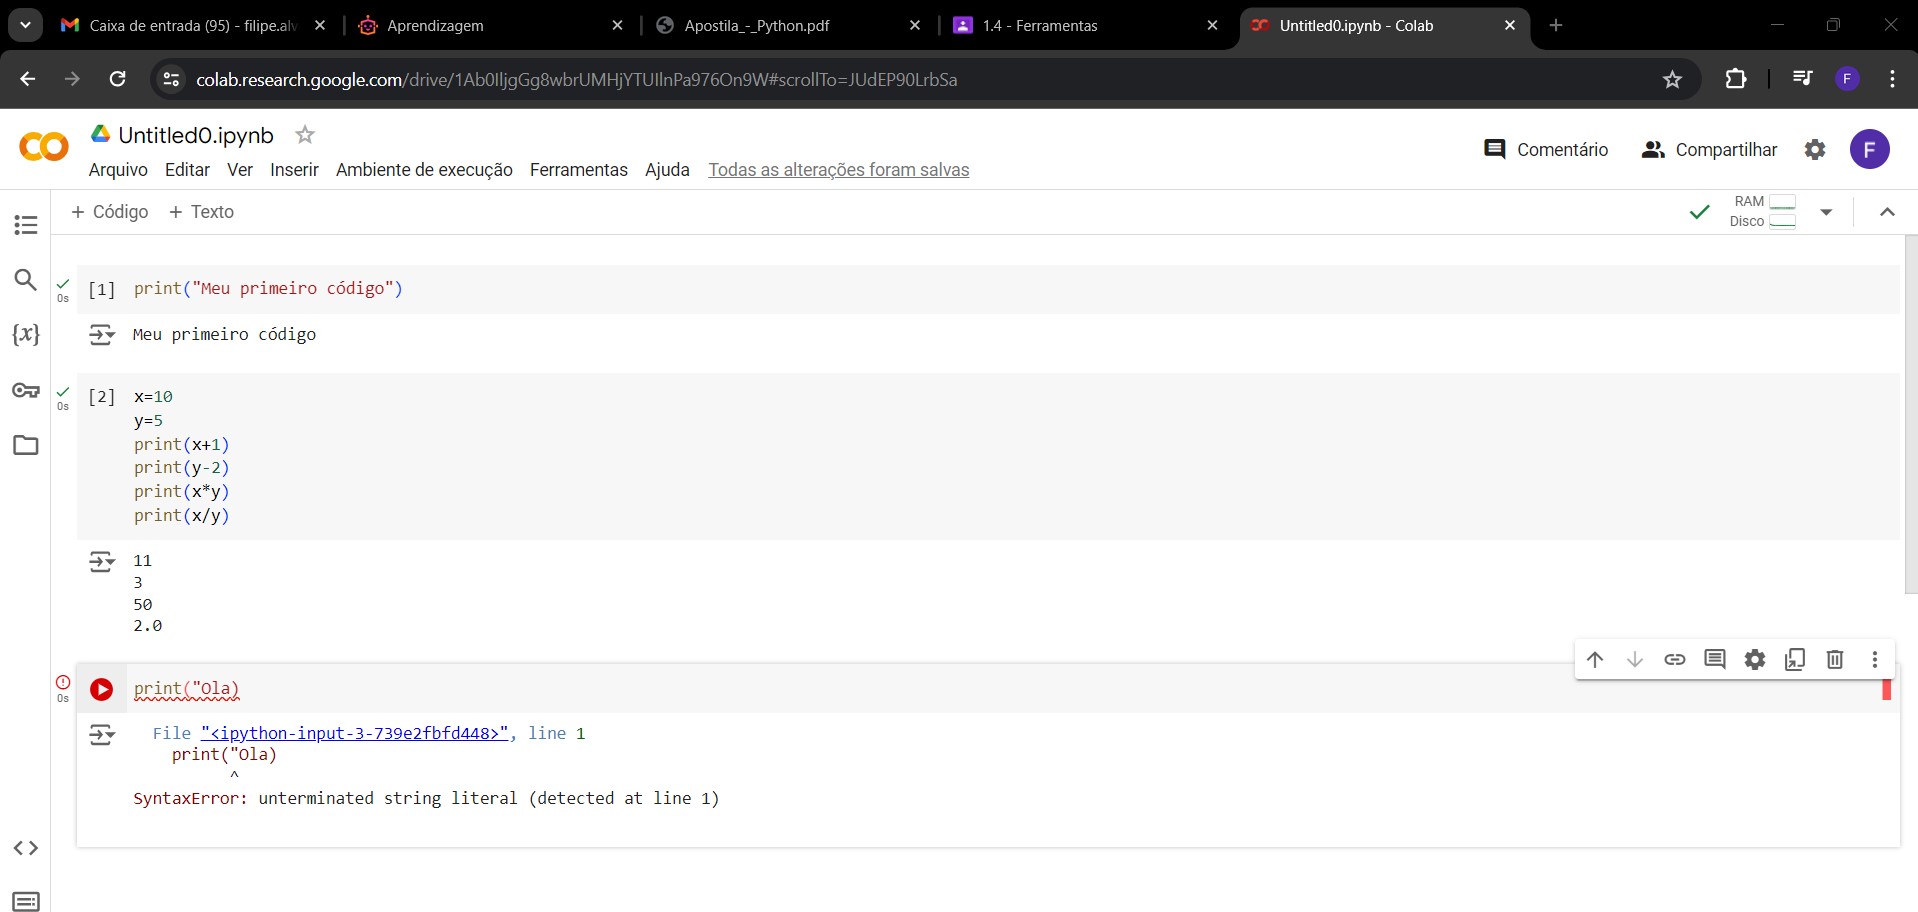 Caixa de entrada (95) - filipe.alv
Aprendizagem
Apostila_-_Python.pdf
1.4 - Ferramentas
Untitled0.ipynb - Colab
colab.research.google.com/drive/1Ab0IljgGg8wbrUMHjYTUIlnPa976On9W#scrollTo=JUdEP90LrbSa
F
CO
Untitled0.ipynb
Arquivo Editar Ver Inserir Ambiente de execução Ferramentas Ajuda Todas as alterações foram salvas
Comentário
Compartilhar
F
+ Código + Texto
RAM
Disco
0s
[1] print("Meu primeiro código")
Meu primeiro código
{x}
0s
[2] x=10
y=5
print(x+1)
print(y-2)
print(x*y)
print(x/y)
11
3
50
2.0
0s
print("Ola)
File "<ipython-input-3-739e2fbfd448>", line 1
print("Ola)
^
SyntaxError: unterminated string literal (detected at line 1)